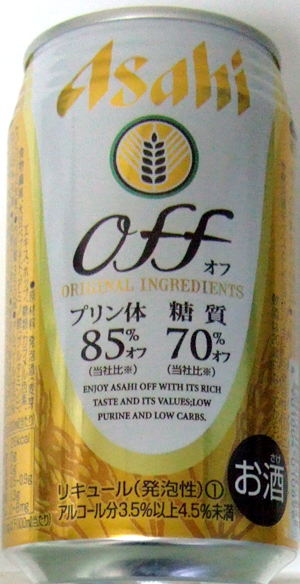 Asahi
off
オフ
ORIGINAL INGREDIENTS
プリン体 糖質
85%オフ 70%オフ
(当社比※) (当社比※)
ENJOY ASAHI OFF WITH ITS RICH
TASTE AND ITS VALUES;LOW
PURINE AND LOW CARBS.
さけ
お酒
リキュール(発泡性)①
アルコール分3.5%以上4.5%未満